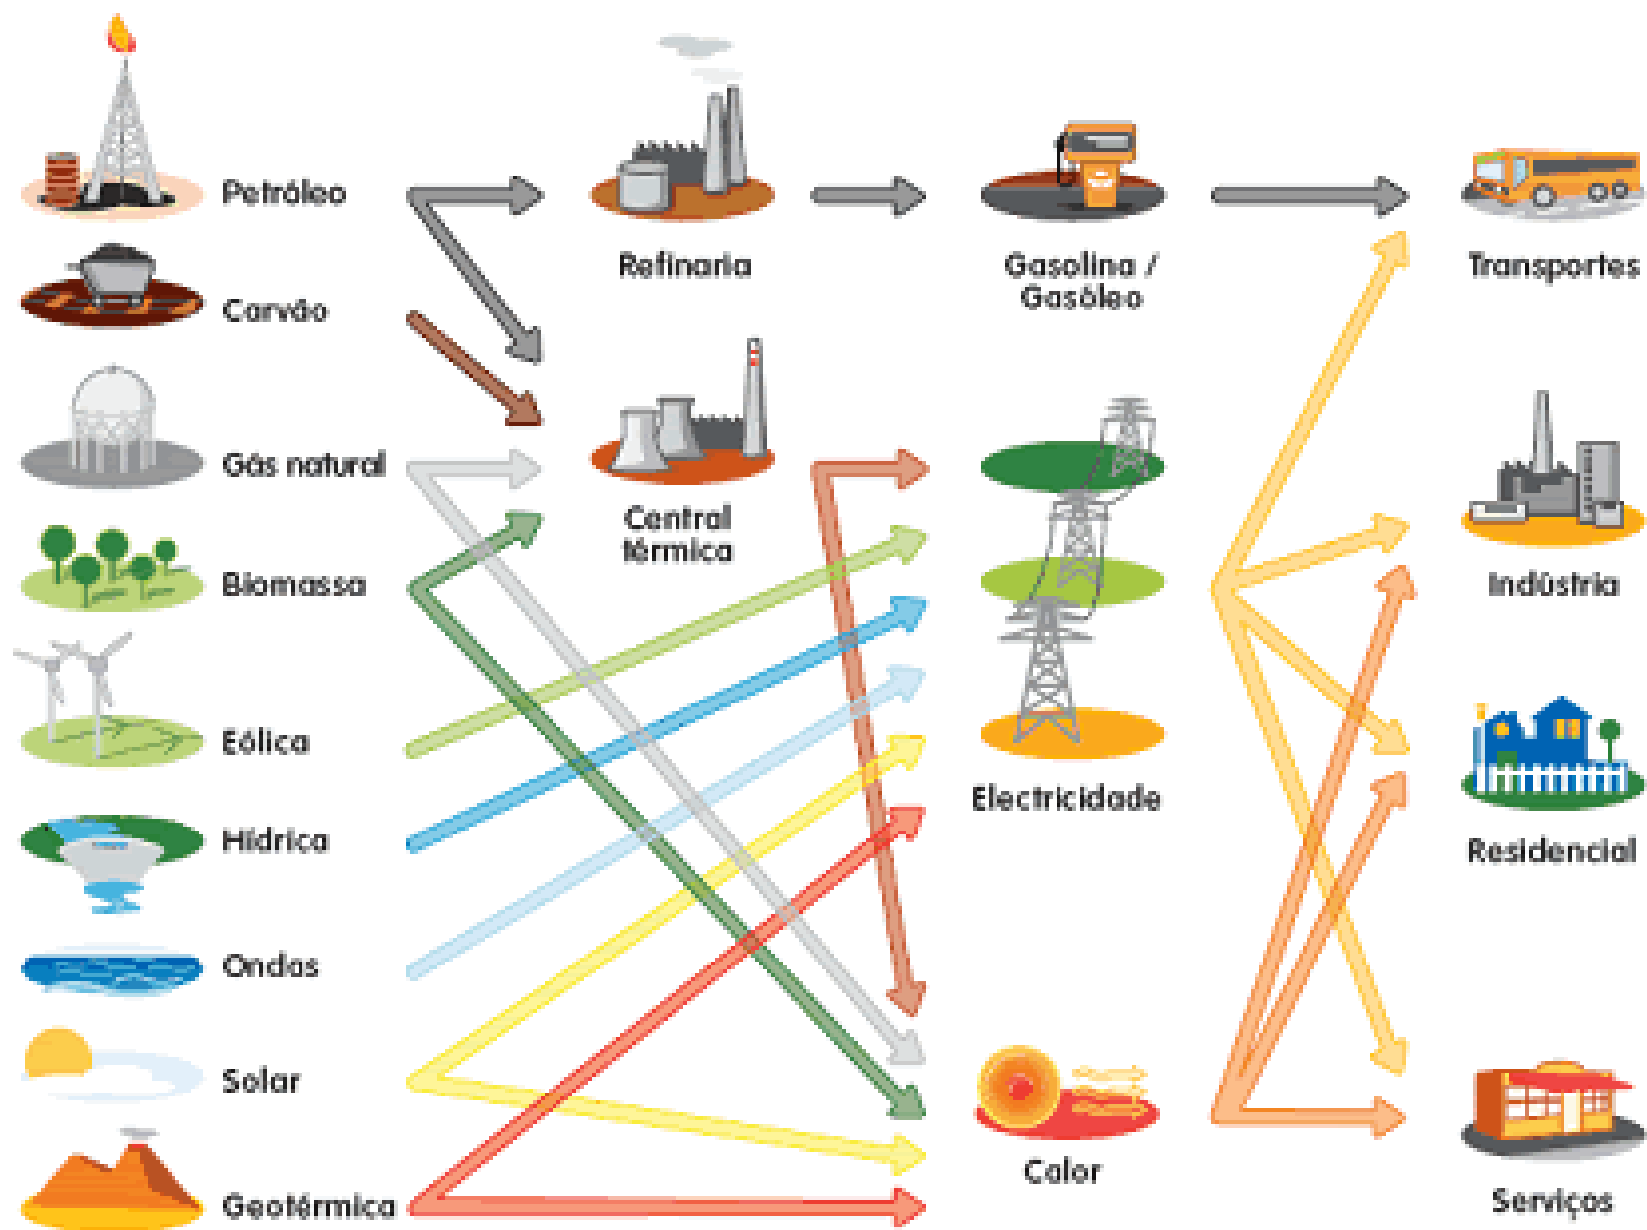 Petróleo
Refinaria
Gasolina /
Gasóleo
Transportes
Carvão
Gás natural
Central
térmica
Indústria
Biomassa
Eólica
Electricidade
Residencial
Hídrica
Ondas
Solar
Calor
Geotérmica
Serviços